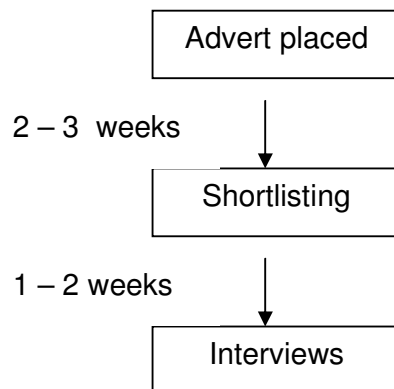 Advert placed
2 – 3  weeks
Shortlisting
1 – 2 weeks
Interviews